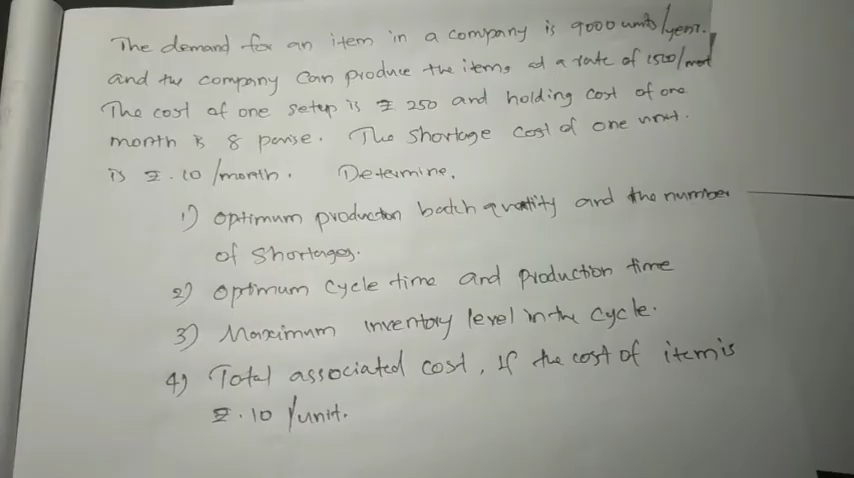 The demand for an item in a company is 9000 units/year.
and the company can produce the items at a rate of 1500/
The cost of one setup is ₹ 250 and holding cost of one
month is 8 paise. The shortage cost of one unit.
is ₹.10 /month. Determine,
1) Optimum production batch quatity and the number
of shortages.
2) Optimum cycle time and production time
3) Maximum inventory level in the cycle.
4) Total associated cost, If the cost of item is
₹.10 /unit.